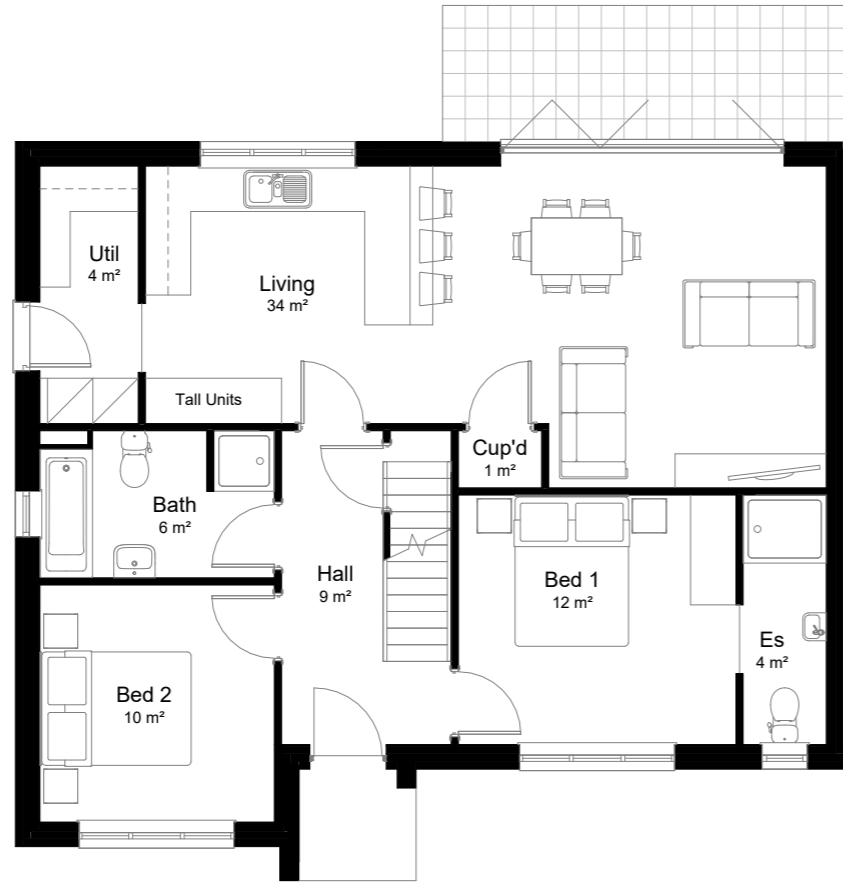 Util
4 m²
Living
34 m²
Tall Units
Cup'd
1 m²
Bath
6 m²
Hall
9 m²
Bed 1
12 m²
Es
4 m²
Bed 2
10 m²